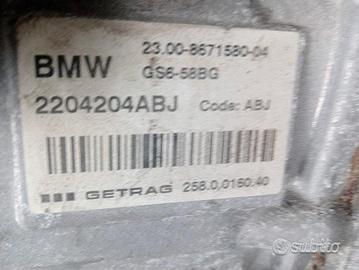 23.00-8671580-04
BMW GS6-58BG
2204204ABJ Code: ABJ
GETRAG 258.0.0160.40
subito